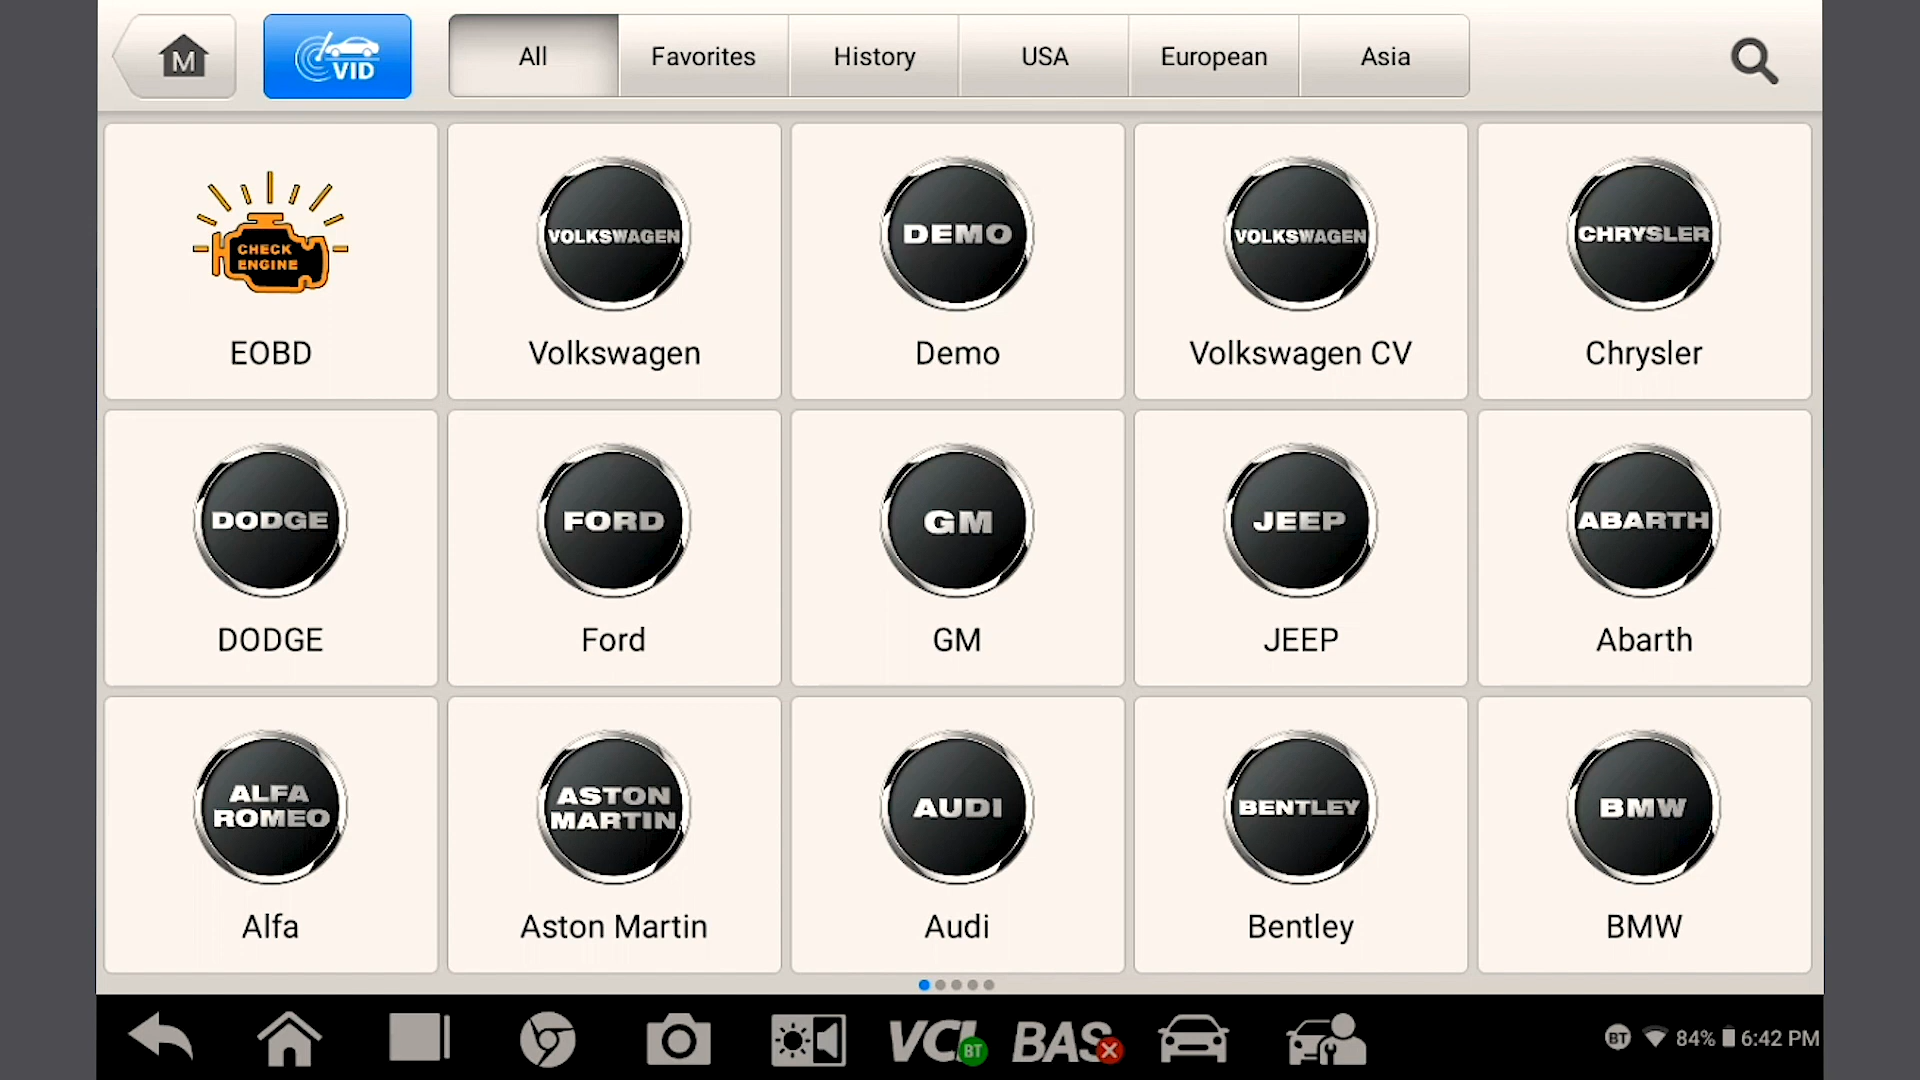 M
VID
All
Favorites
History
USA
European
Asia
CHECK
ENGINE
EOBD
VOLKSWAGEN
Volkswagen
DEMO
Demo
VOLKSWAGEN
Volkswagen CV
CHRYSLER
Chrysler
DODGE
DODGE
FORD
Ford
GM
GM
JEEP
JEEP
ABARTH
Abarth
ALFA
ROMEO
Alfa
ASTON
MARTIN
Aston Martin
AUDI
Audi
BENTLEY
Bentley
BMW
BMW
VCI
BT
BAS
BT
84%
6:42 PM